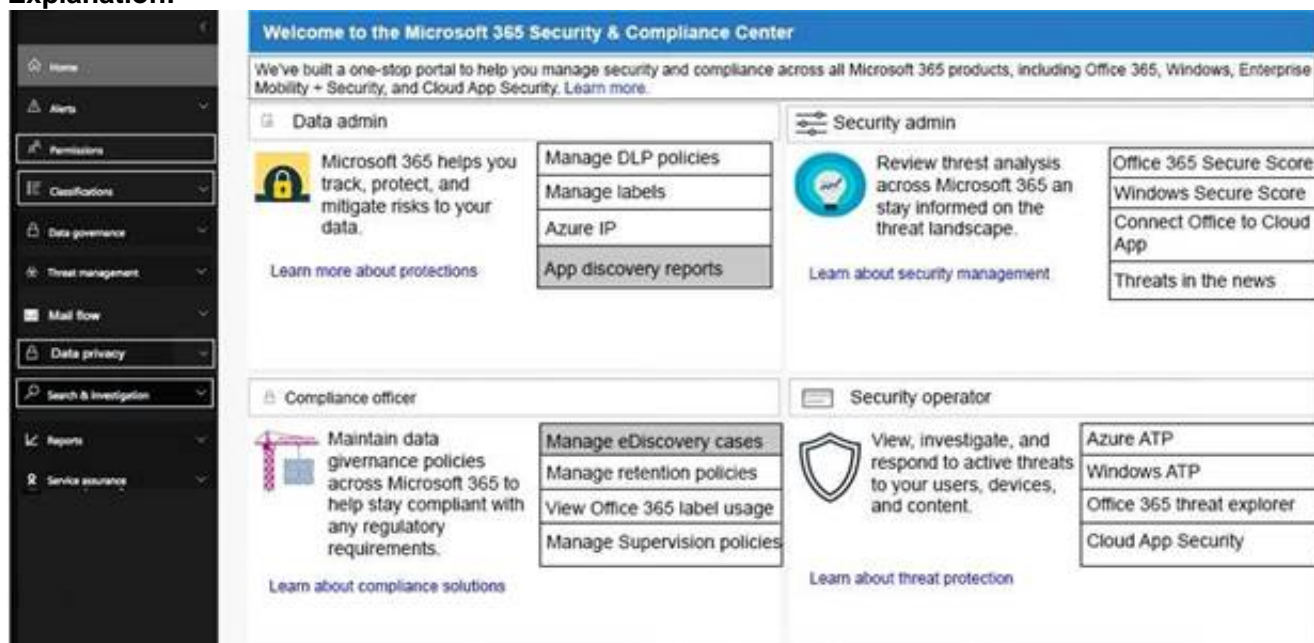 Explanation:
Home
Alerts
Permissions
Classifications
Data governance
Threat management
Mail flow
Data privacy
Search & investigation
Reports
Service assurance
Welcome to the Microsoft 365 Security & Compliance Center
We've built a one-stop portal to help you manage security and compliance across all Microsoft 365 products, including Office 365, Windows, Enterprise
Mobility + Security, and Cloud App Security. Learn more.
Data admin
Microsoft 365 helps you
track, protect, and
mitigate risks to your
data.
Learn more about protections
Manage DLP policies
Manage labels
Azure IP
App discovery reports
Security admin
Review threst analysis
across Microsoft 365 an
stay informed on the
threat landscape.
Learn about security management
Office 365 Secure Score
Windows Secure Score
Connect Office to Cloud
App
Threats in the news
Compliance officer
Maintain data
givernance policies
across Microsoft 365 to
help stay compliant with
any regulatory
requirements.
Learn about compliance solutions
Manage eDiscovery cases
Manage retention policies
View Office 365 label usage
Manage Supervision policies
Security operator
View, investigate, and
respond to active threats
to your users, devices,
and content.
Learn about threat protection
Azure ATP
Windows ATP
Office 365 threat explorer
Cloud App Security